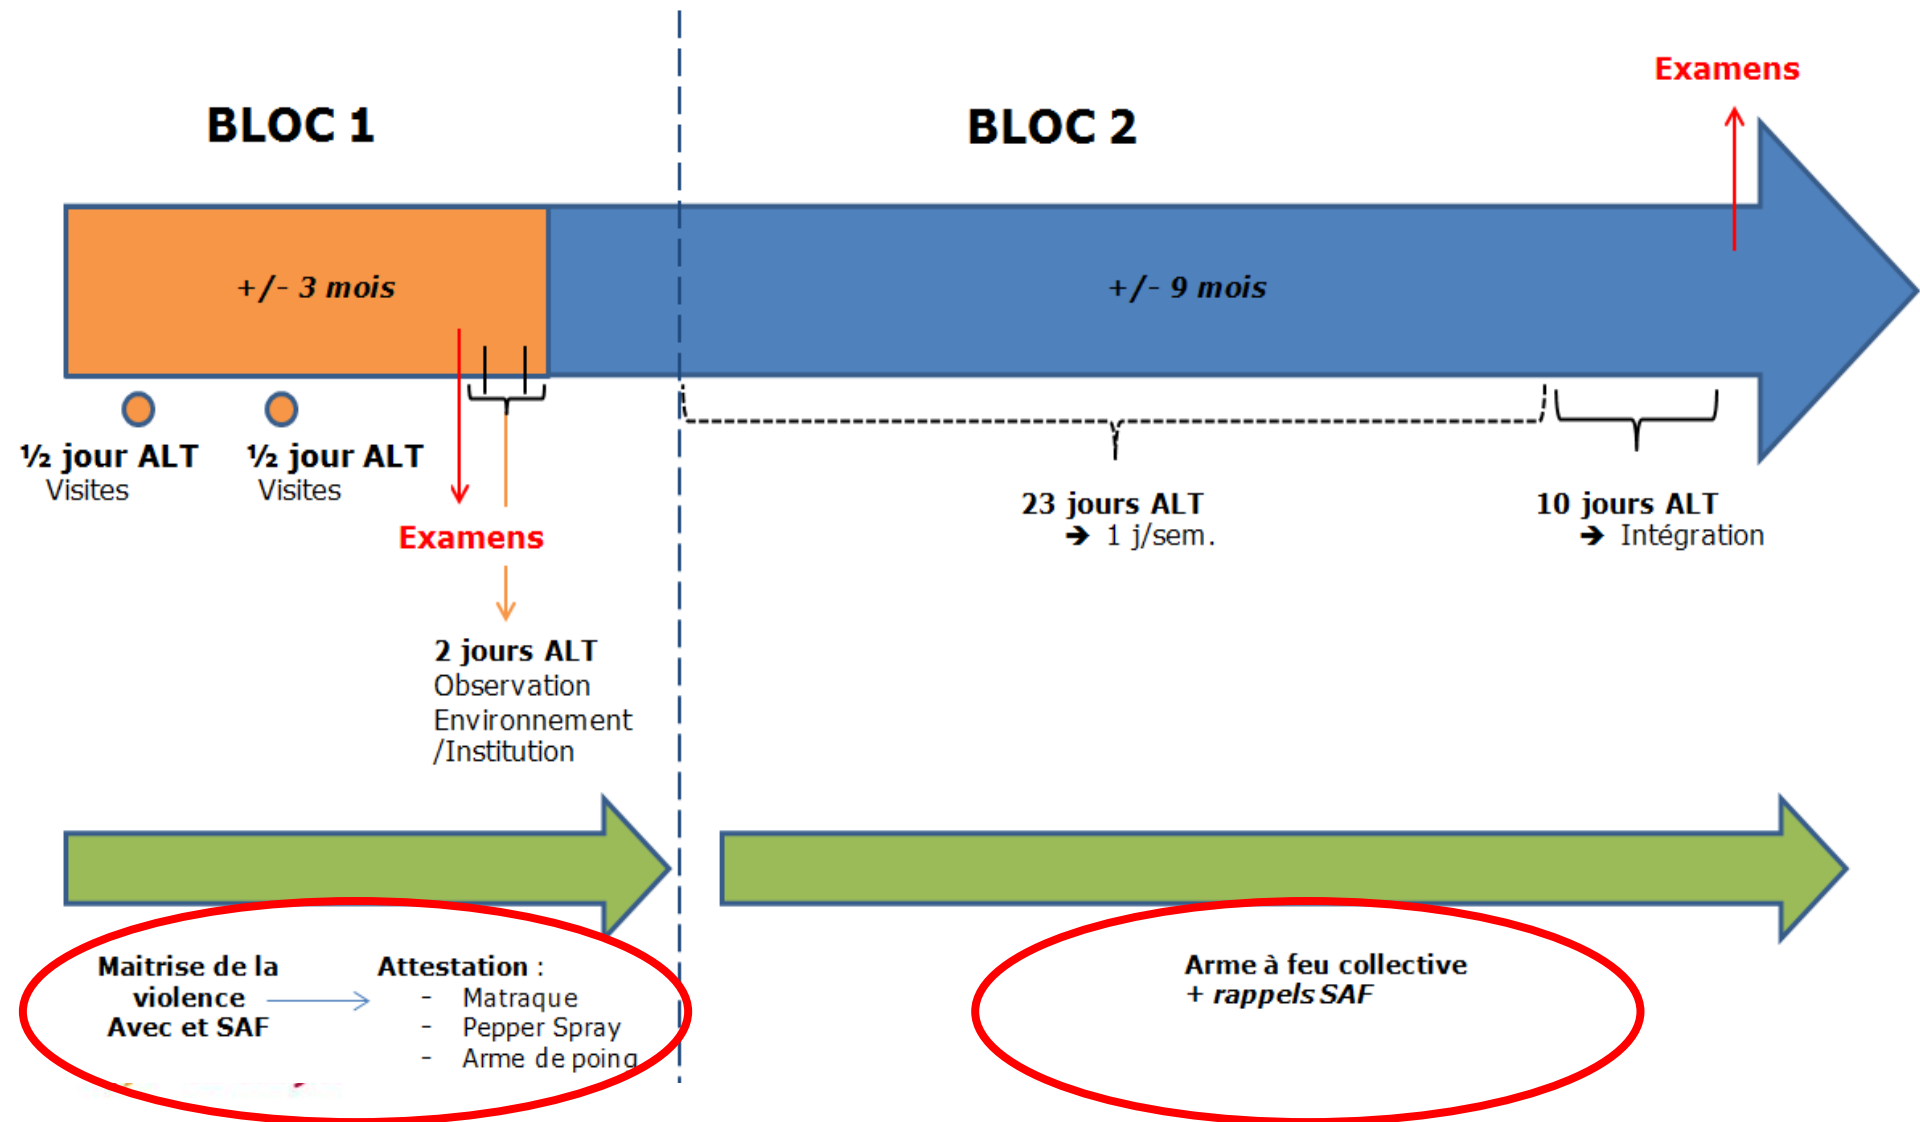 Examens
BLOC 1
BLOC 2
+/- 3 mois
+/- 9 mois
½ jour ALT
Visites
½ jour ALT
Visites
Examens
2 jours ALT
Observation
Environnement
/Institution
23 jours ALT
➔ 1 j/sem.
10 jours ALT
➔ Intégration
Maitrise de la
violence
Avec et SAF
Attestation :
- Matraque
- Pepper Spray
- Arme de poing
Arme à feu collective
+ rappels SAF